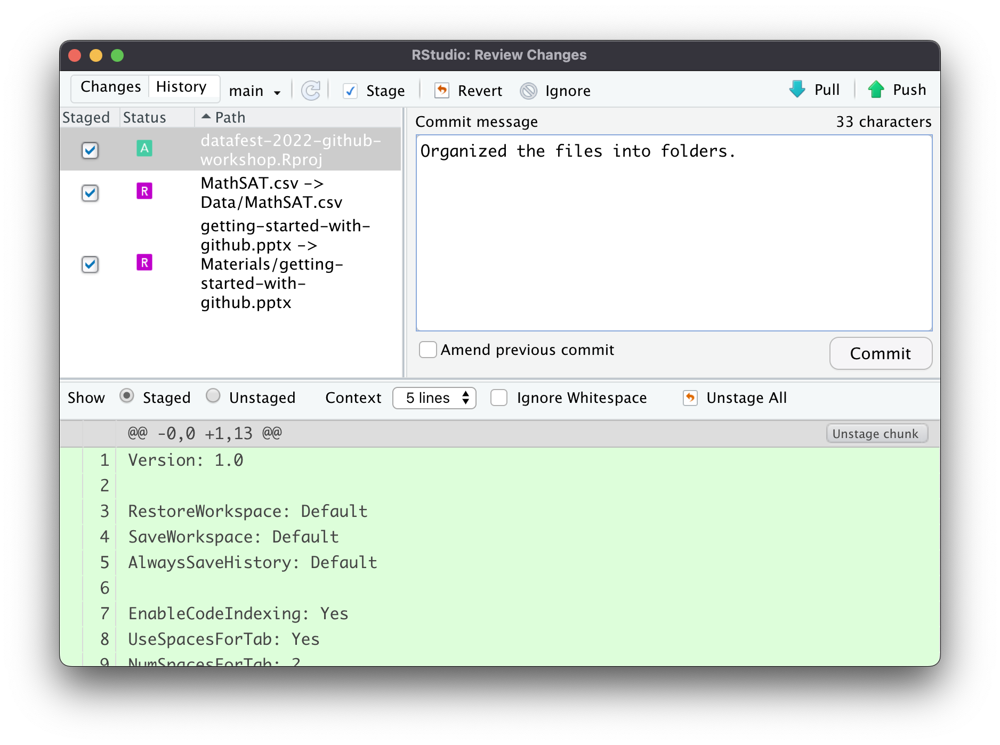 RStudio: Review Changes
Changes History main Stage Revert Ignore Pull Push
Staged Status Path
Commit message 33 characters
A datafest-2022-github-
workshop.Rproj
R MathSAT.csv ->
Data/MathSAT.csv
getting-started-with-
github.pptx ->
R Materials/getting-
started-with-
github.pptx
Organized the files into folders.
Amend previous commit Commit
Show Staged Unstaged Context 5 lines Ignore Whitespace Unstage All
@@ -0,0 +1,13 @@ Unstage chunk
1 Version: 1.0
2
3 RestoreWorkspace: Default
4 SaveWorkspace: Default
5 AlwaysSaveHistory: Default
6
7 EnableCodeIndexing: Yes
8 UseSpacesForTab: Yes
9 NumSpacesForTab: 2